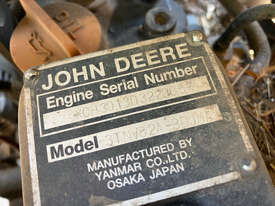 JOHN DEERE
Engine Serial Number
Model
MANUFACTURED BY
YANMAR CO.,LTD.
OSAKA JAPAN